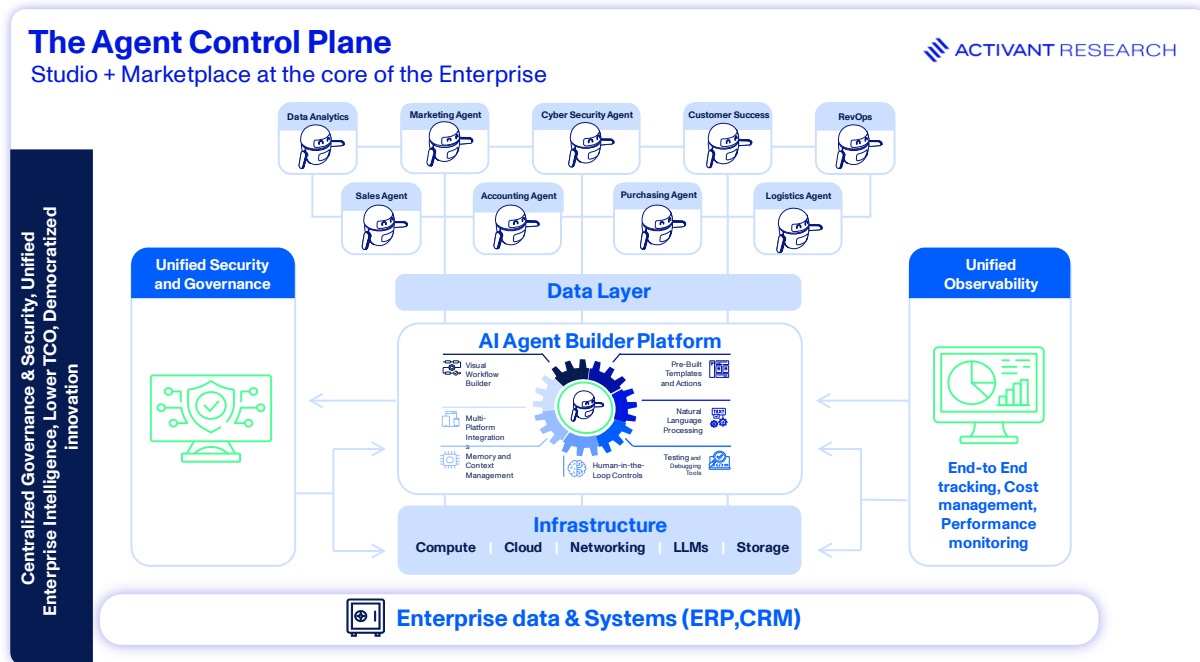 The Agent Control Plane
Studio + Marketplace at the core of the Enterprise
ACTIVANT RESEARCH
Data Analytics
Marketing Agent
Cyber Security Agent
Customer Success
RevOps
Sales Agent
Accounting Agent
Purchasing Agent
Logistics Agent
Centralized Governance & Security, Unified
Enterprise Intelligence, Lower TCO, Democratized
innovation
Unified Security
and Governance
Data Layer
AI Agent Builder Platform
Visual
Workflow
Builder
Multi-
Platform
Integration
s
Memory and
Context
Management
Human-in-the-
Loop Controls
Pre-Built
Templates
and Actions
Natural
Language
Processing
TEXT
Testing and
Debugging
Tools
Infrastructure
Compute | Cloud | Networking | LLMs | Storage
Unified
Observability
End-to End
tracking, Cost
management,
Performance
monitoring
Enterprise data & Systems (ERP,CRM)